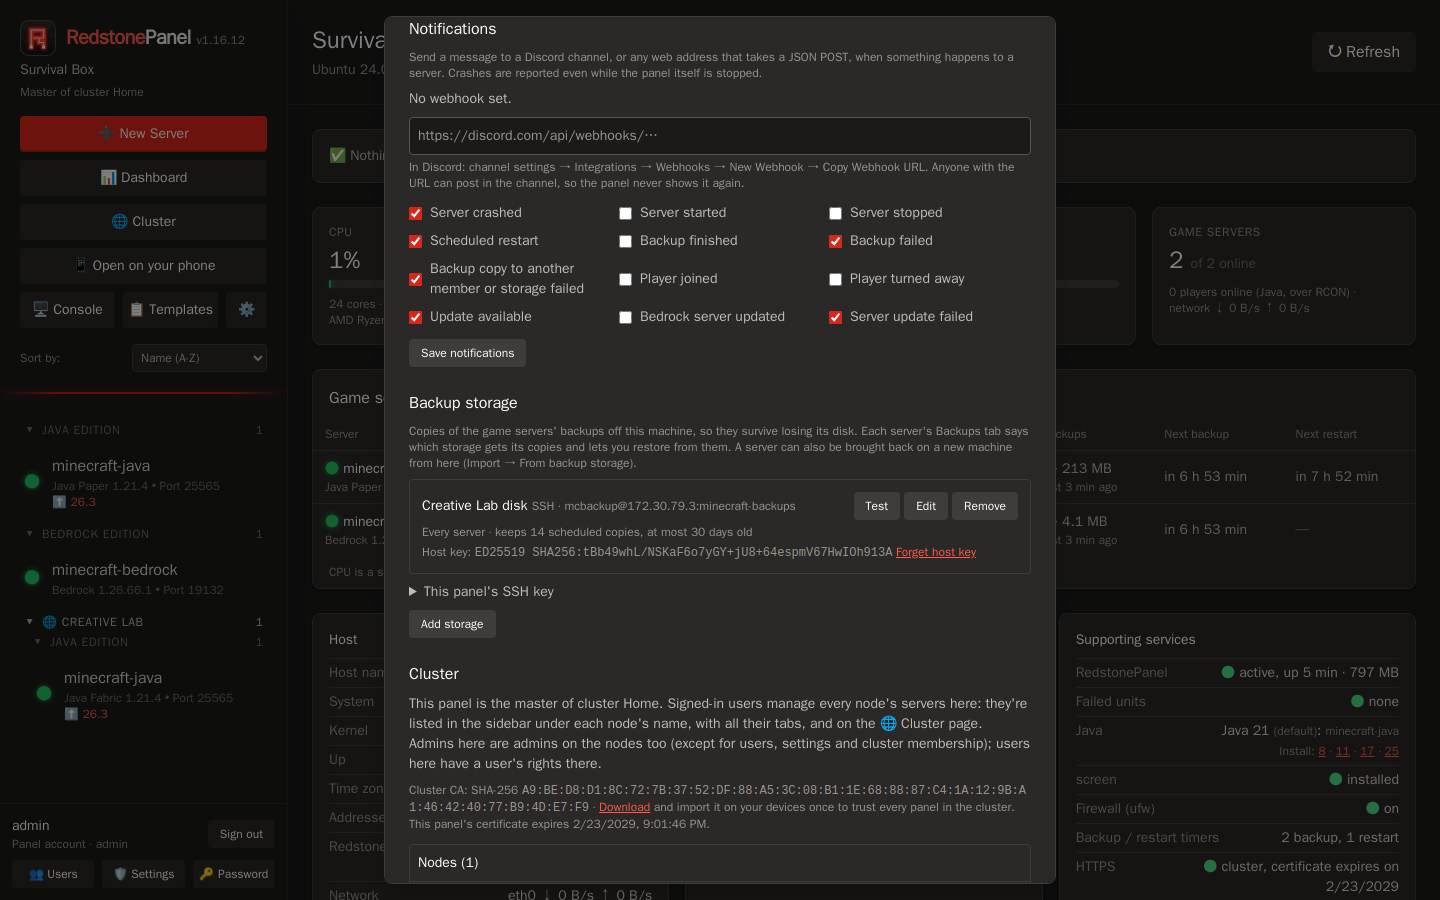 RedstonePanel v1.16.12
Survival Box
Master of cluster Home
New Server
Dashboard
Cluster
Open on your phone
Console
Templates
Sort by:
Name (A-Z)
JAVA EDITION 1
minecraft-java
Java Paper 1.21.4 • Port 25565
26.3
BEDROCK EDITION 1
minecraft-bedrock
Bedrock 1.26.66.1 • Port 19132
CREATIVE LAB 1
JAVA EDITION 1
minecraft-java
Java Fabric 1.21.4 • Port 25565
26.3
admin
Panel account · admin
Sign out
Users
Settings
Password
Surviva
Ubuntu 24.0
Refresh
CPU
1%
24 cores ·
GAME SERVERS
2 of 2 online
0 players online (Java, over RCON) ·
network ↓ 0 B/s ↑ 0 B/s
Server
Java Paper
CPU is a s
Next backup
Next restart
213 MB
in 6 h 53 min
in 7 h 52 min
4.1 MB
in 6 h 53 min
—
Host
System
Kernel
Up
Network
eth0 ↓ 0 B/s ↑ 0 B/s
Notifications
Send a message to a Discord channel, or any web address that takes a JSON POST, when something happens to a
server. Crashes are reported even while the panel itself is stopped.
No webhook set.
https://discord.com/api/webhooks/…
In Discord: channel settings → Integrations → Webhooks → New Webhook → Copy Webhook URL. Anyone with the
URL can post in the channel, so the panel never shows it again.
Server crashed
Server started
Server stopped
Scheduled restart
Backup finished
Backup failed
Backup copy to another
member or storage failed
Player joined
Player turned away
Update available
Bedrock server updated
Server update failed
Save notifications
Backup storage
Copies of the game servers' backups off this machine, so they survive losing its disk. Each server's Backups tab says
which storage gets its copies and lets you restore from them. A server can also be brought back on a new machine
from here (Import → From backup storage).
Creative Lab disk SSH · mcbackup@172.30.79.3:minecraft-backups
Test
Edit
Remove
Every server · keeps 14 scheduled copies, at most 30 days old
Host key: ED25519 SHA256:tBb49whL/NSKaF6o7yGY+jU8+64espmV67HwIOh913A Forget host key
This panel's SSH key
Add storage
Cluster
This panel is the master of cluster Home. Signed-in users manage every node's servers here: they're
listed in the sidebar under each node's name, with all their tabs, and on the 🌐 Cluster page.
Admins here are admins on the nodes too (except for users, settings and cluster membership); users
here have a user's rights there.
Cluster CA: SHA-256 A9:BE:D8:D1:8C:72:7B:37:52:DF:88:A5:3C:08:B1:1E:68:88:87:C4:1A:12:9B:A
1:46:42:40:77:B9:4D:E7:F9 · Download and import it on your devices once to trust every panel in the cluster.
This panel's certificate expires 2/23/2029, 9:01:46 PM.
Nodes (1)
Supporting services
RedstonePanel active, up 5 min · 797 MB
Failed units none
Java Java 21 (default): minecraft-java
Install: 8 · 11 · 17 · 25
screen installed
Firewall (ufw) on
Backup / restart timers 2 backup, 1 restart
HTTPS cluster, certificate expires on
2/23/2029